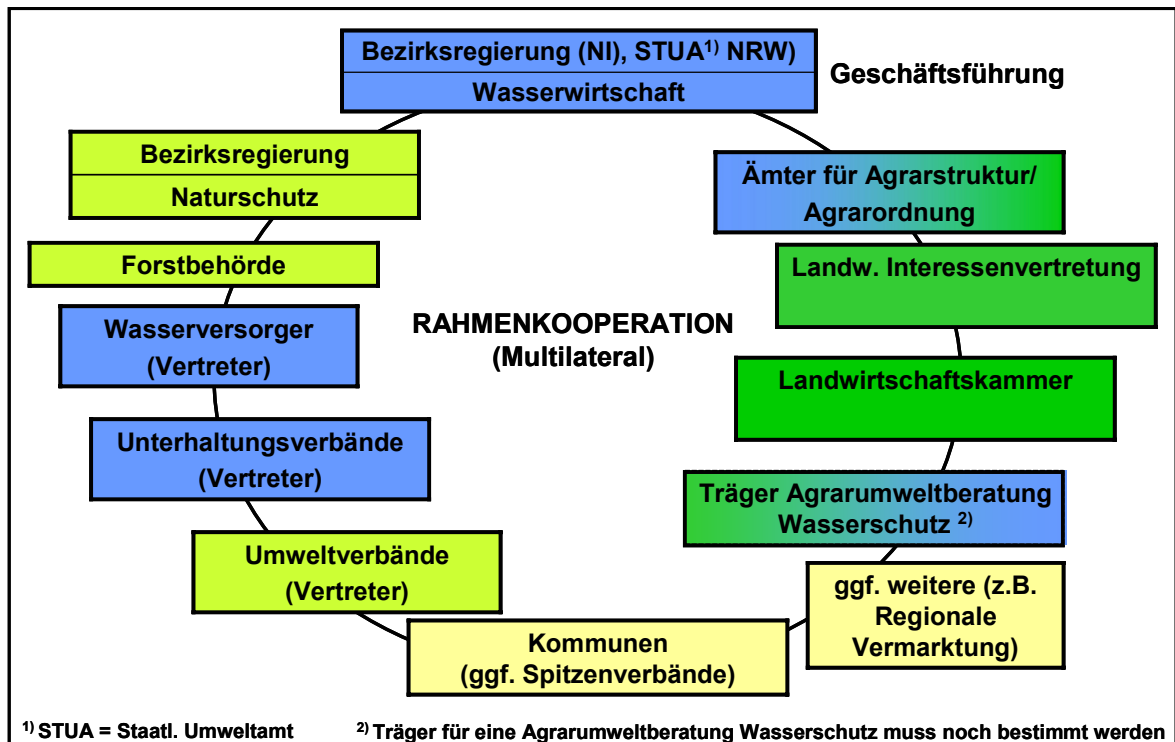 Bezirksregierung (NI), STUA¹⁾ NRW)
Wasserwirtschaft
Geschäftsführung
Bezirksregierung
Naturschutz
Ämter für Agrarstruktur/
Agrarordnung
Forstbehörde
Landw. Interessenvertretung
Wasserversorger
(Vertreter)
RAHMENKOOPERATION
(Multilateral)
Landwirtschaftskammer
Unterhaltungsverbände
(Vertreter)
Träger Agrarumweltberatung
Wasserschutz ²⁾
Umweltverbände
(Vertreter)
ggf. weitere (z.B.
Regionale
Vermarktung)
Kommunen
(ggf. Spitzenverbände)
¹⁾ STUA = Staatl. Umweltamt
²⁾ Träger für eine Agrarumweltberatung Wasserschutz muss noch bestimmt werden